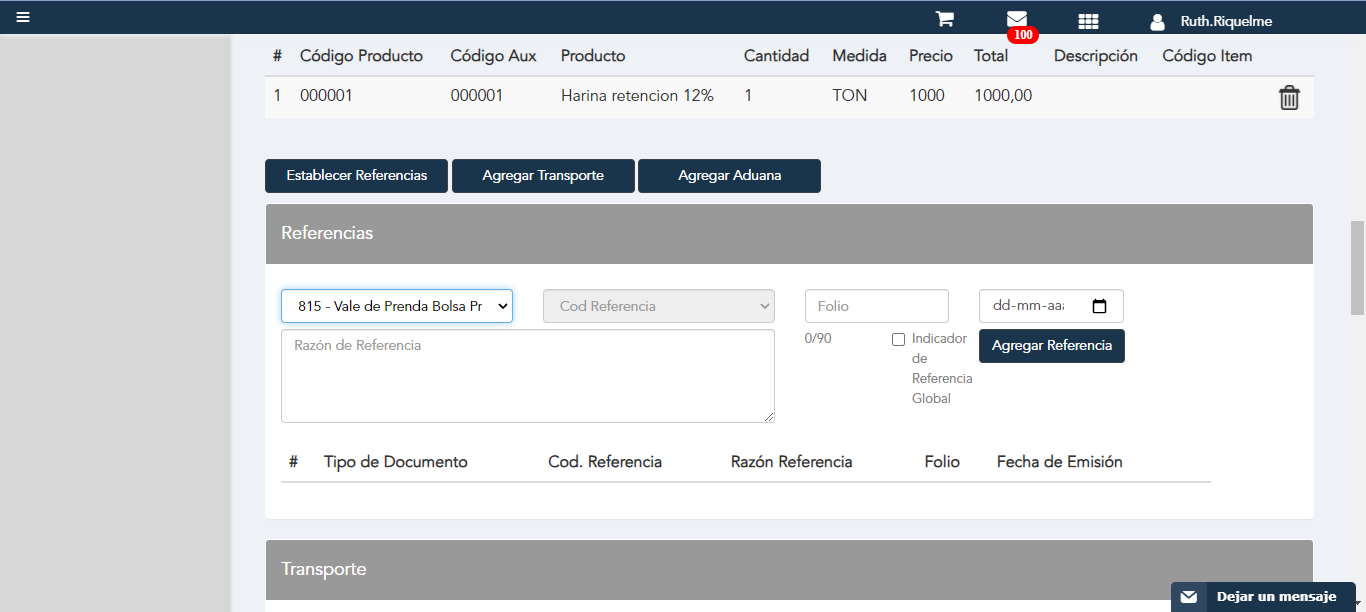 Ruth.Riquelme
100
# Código Producto Código Aux Producto Cantidad Medida Precio Total Descripción Código Item
1 000001 000001 Harina retencion 12% 1 TON 1000 1000,00
Establecer Referencias Agregar Transporte Agregar Aduana
Referencias
815 - Vale de Prenda Bolsa Pr Cod Referencia Folio dd-mm-aaa
Razón de Referencia 0/90 Indicador Agregar Referencia
de
Referencia
Global
# Tipo de Documento Cod. Referencia Razón Referencia Folio Fecha de Emisión
Transporte
Dejar un mensaje